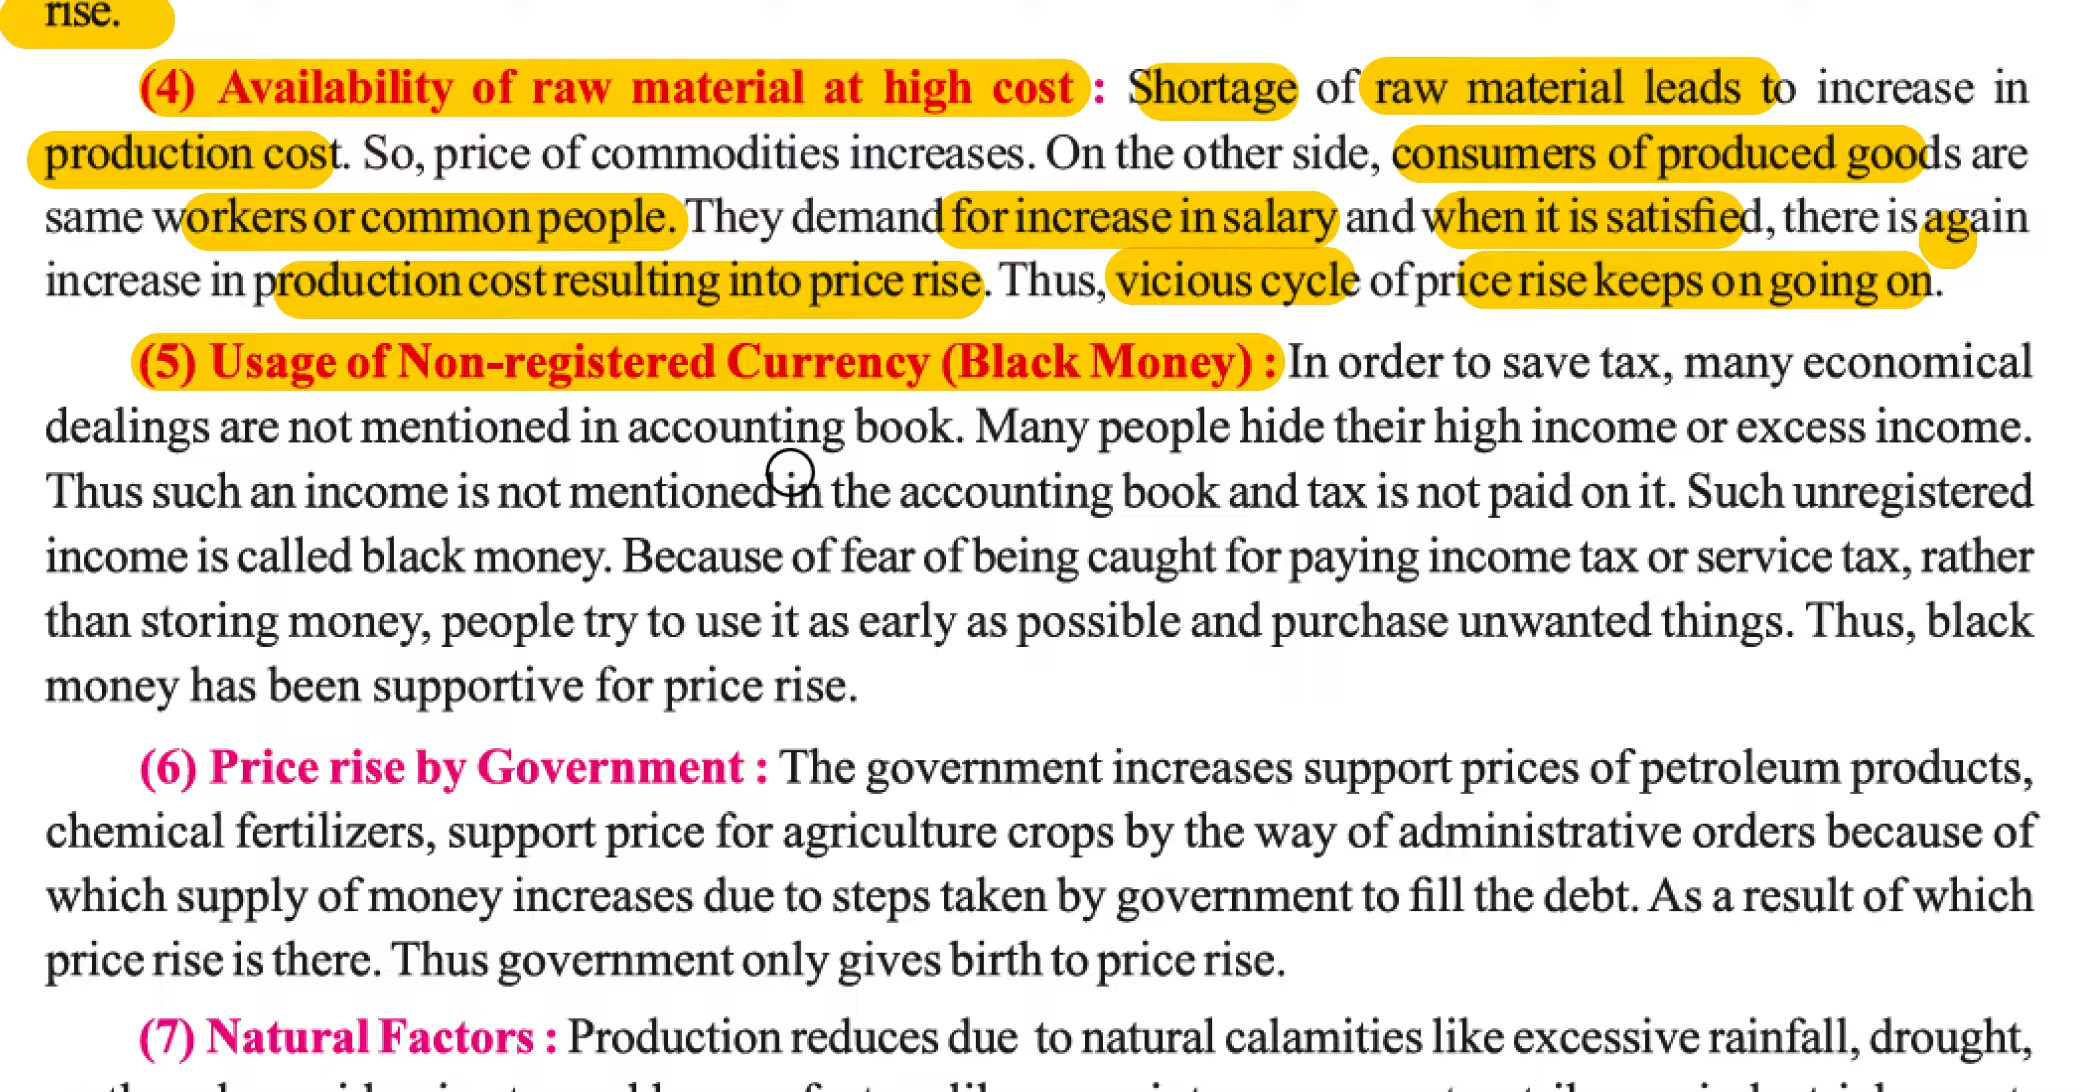 rise.
(4) Availability of raw material at high cost : Shortage of raw material leads to increase in
production cost. So, price of commodities increases. On the other side, consumers of produced goods are
same workers or common people. They demand for increase in salary and when it is satisfied, there is again
increase in production cost resulting into price rise. Thus, vicious cycle of price rise keeps on going on.
(5) Usage of Non-registered Currency (Black Money) : In order to save tax, many economical
dealings are not mentioned in accounting book. Many people hide their high income or excess income.
Thus such an income is not mentioned in the accounting book and tax is not paid on it. Such unregistered
income is called black money. Because of fear of being caught for paying income tax or service tax, rather
than storing money, people try to use it as early as possible and purchase unwanted things. Thus, black
money has been supportive for price rise.
(6) Price rise by Government : The government increases support prices of petroleum products,
chemical fertilizers, support price for agriculture crops by the way of administrative orders because of
which supply of money increases due to steps taken by government to fill the debt. As a result of which
price rise is there. Thus government only gives birth to price rise.
(7) Natural Factors : Production reduces due to natural calamities like excessive rainfall, drought,